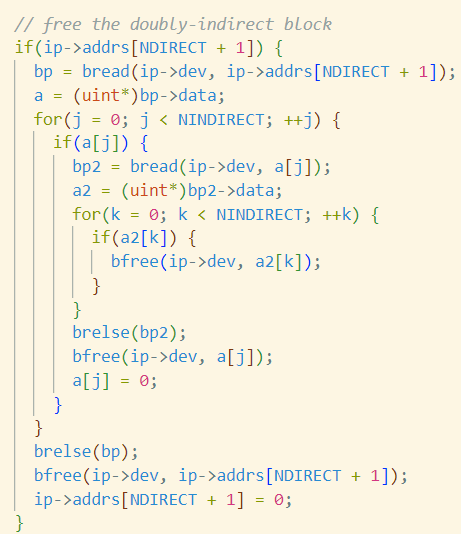 // free the doubly-indirect block
if(ip->addrs[NDIRECT + 1]) {
  bp = bread(ip->dev, ip->addrs[NDIRECT + 1]);
  a = (uint*)bp->data;
  for(j = 0; j < NINDIRECT; ++j) {
    if(a[j]) {
      bp2 = bread(ip->dev, a[j]);
      a2 = (uint*)bp2->data;
      for(k = 0; k < NINDIRECT; ++k) {
        if(a2[k]) {
          bfree(ip->dev, a2[k]);
        }
      }
      brelse(bp2);
      bfree(ip->dev, a[j]);
      a[j] = 0;
    }
  }
  brelse(bp);
  bfree(ip->dev, ip->addrs[NDIRECT + 1]);
  ip->addrs[NDIRECT + 1] = 0;
}